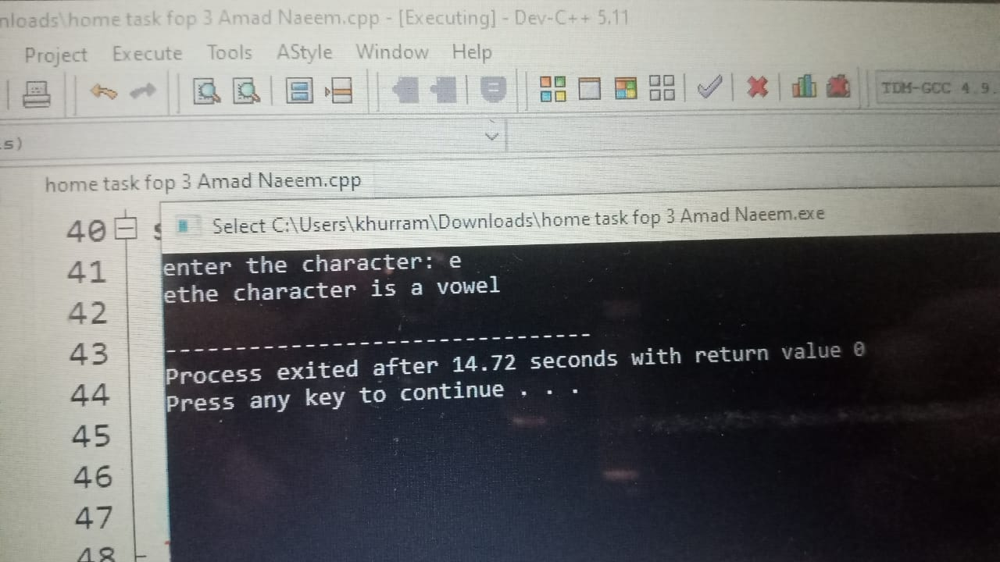 nloads\home task fop 3 Amad Naeem.cpp - [Executing] - Dev-C++ 5.11
Project Execute Tools AStyle Window Help
TDM-GCC 4.9.
s)
home task fop 3 Amad Naeem.cpp
40
Select C:\Users\khurram\Downloads\home task fop 3 Amad Naeem.exe
enter the character: e
41
ethe character is a vowel
42
--------------------------------
43
Process exited after 14.72 seconds with return value 0
44
Press any key to continue . . .
45
46
47
48